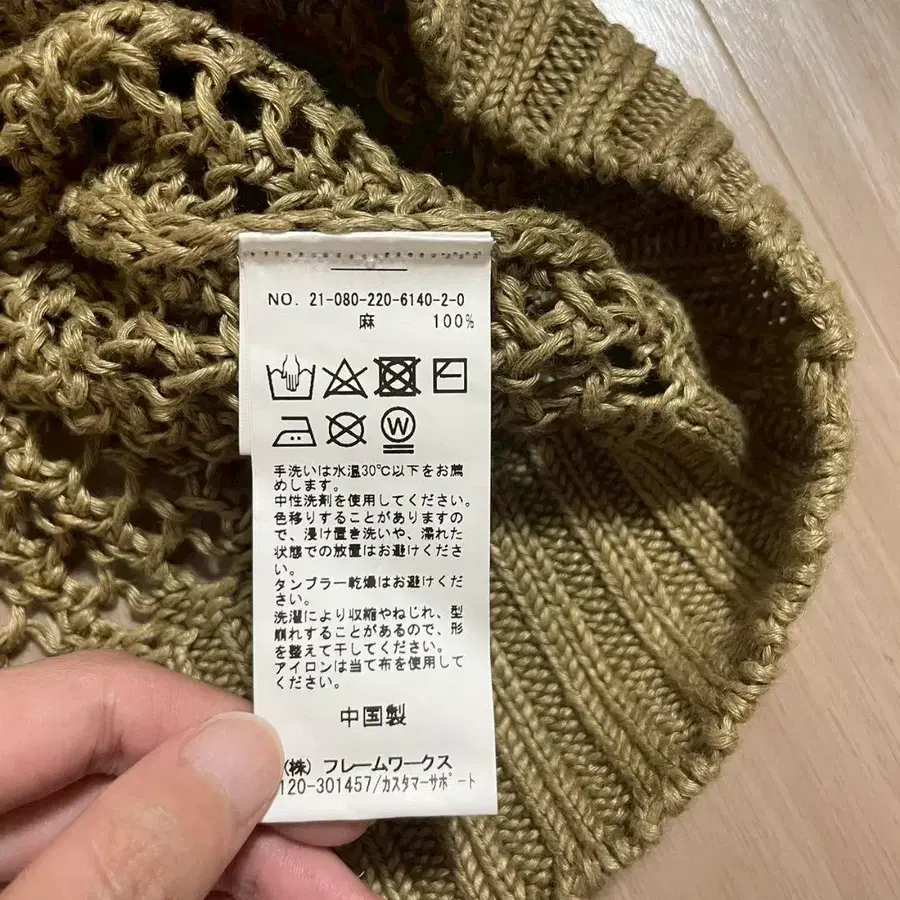 NO. 21-080-220-6140-2-0
麻 100%
手洗いは水温30℃以下をお薦
めします。
中性洗剤を使用してください。
色移りすることがありますの
で、浸け置き洗いや、濡れた
状態での放置はお避けくださ
い。
タンブラー乾燥はお避けくだ
さい。
洗濯により収縮やねじれ、型
崩れすることがあるので、形
を整えて干してください。
アイロンは当て布を使用して
ください。
中国製
(株) フレームワークス
120-301457/カスタマーサポート